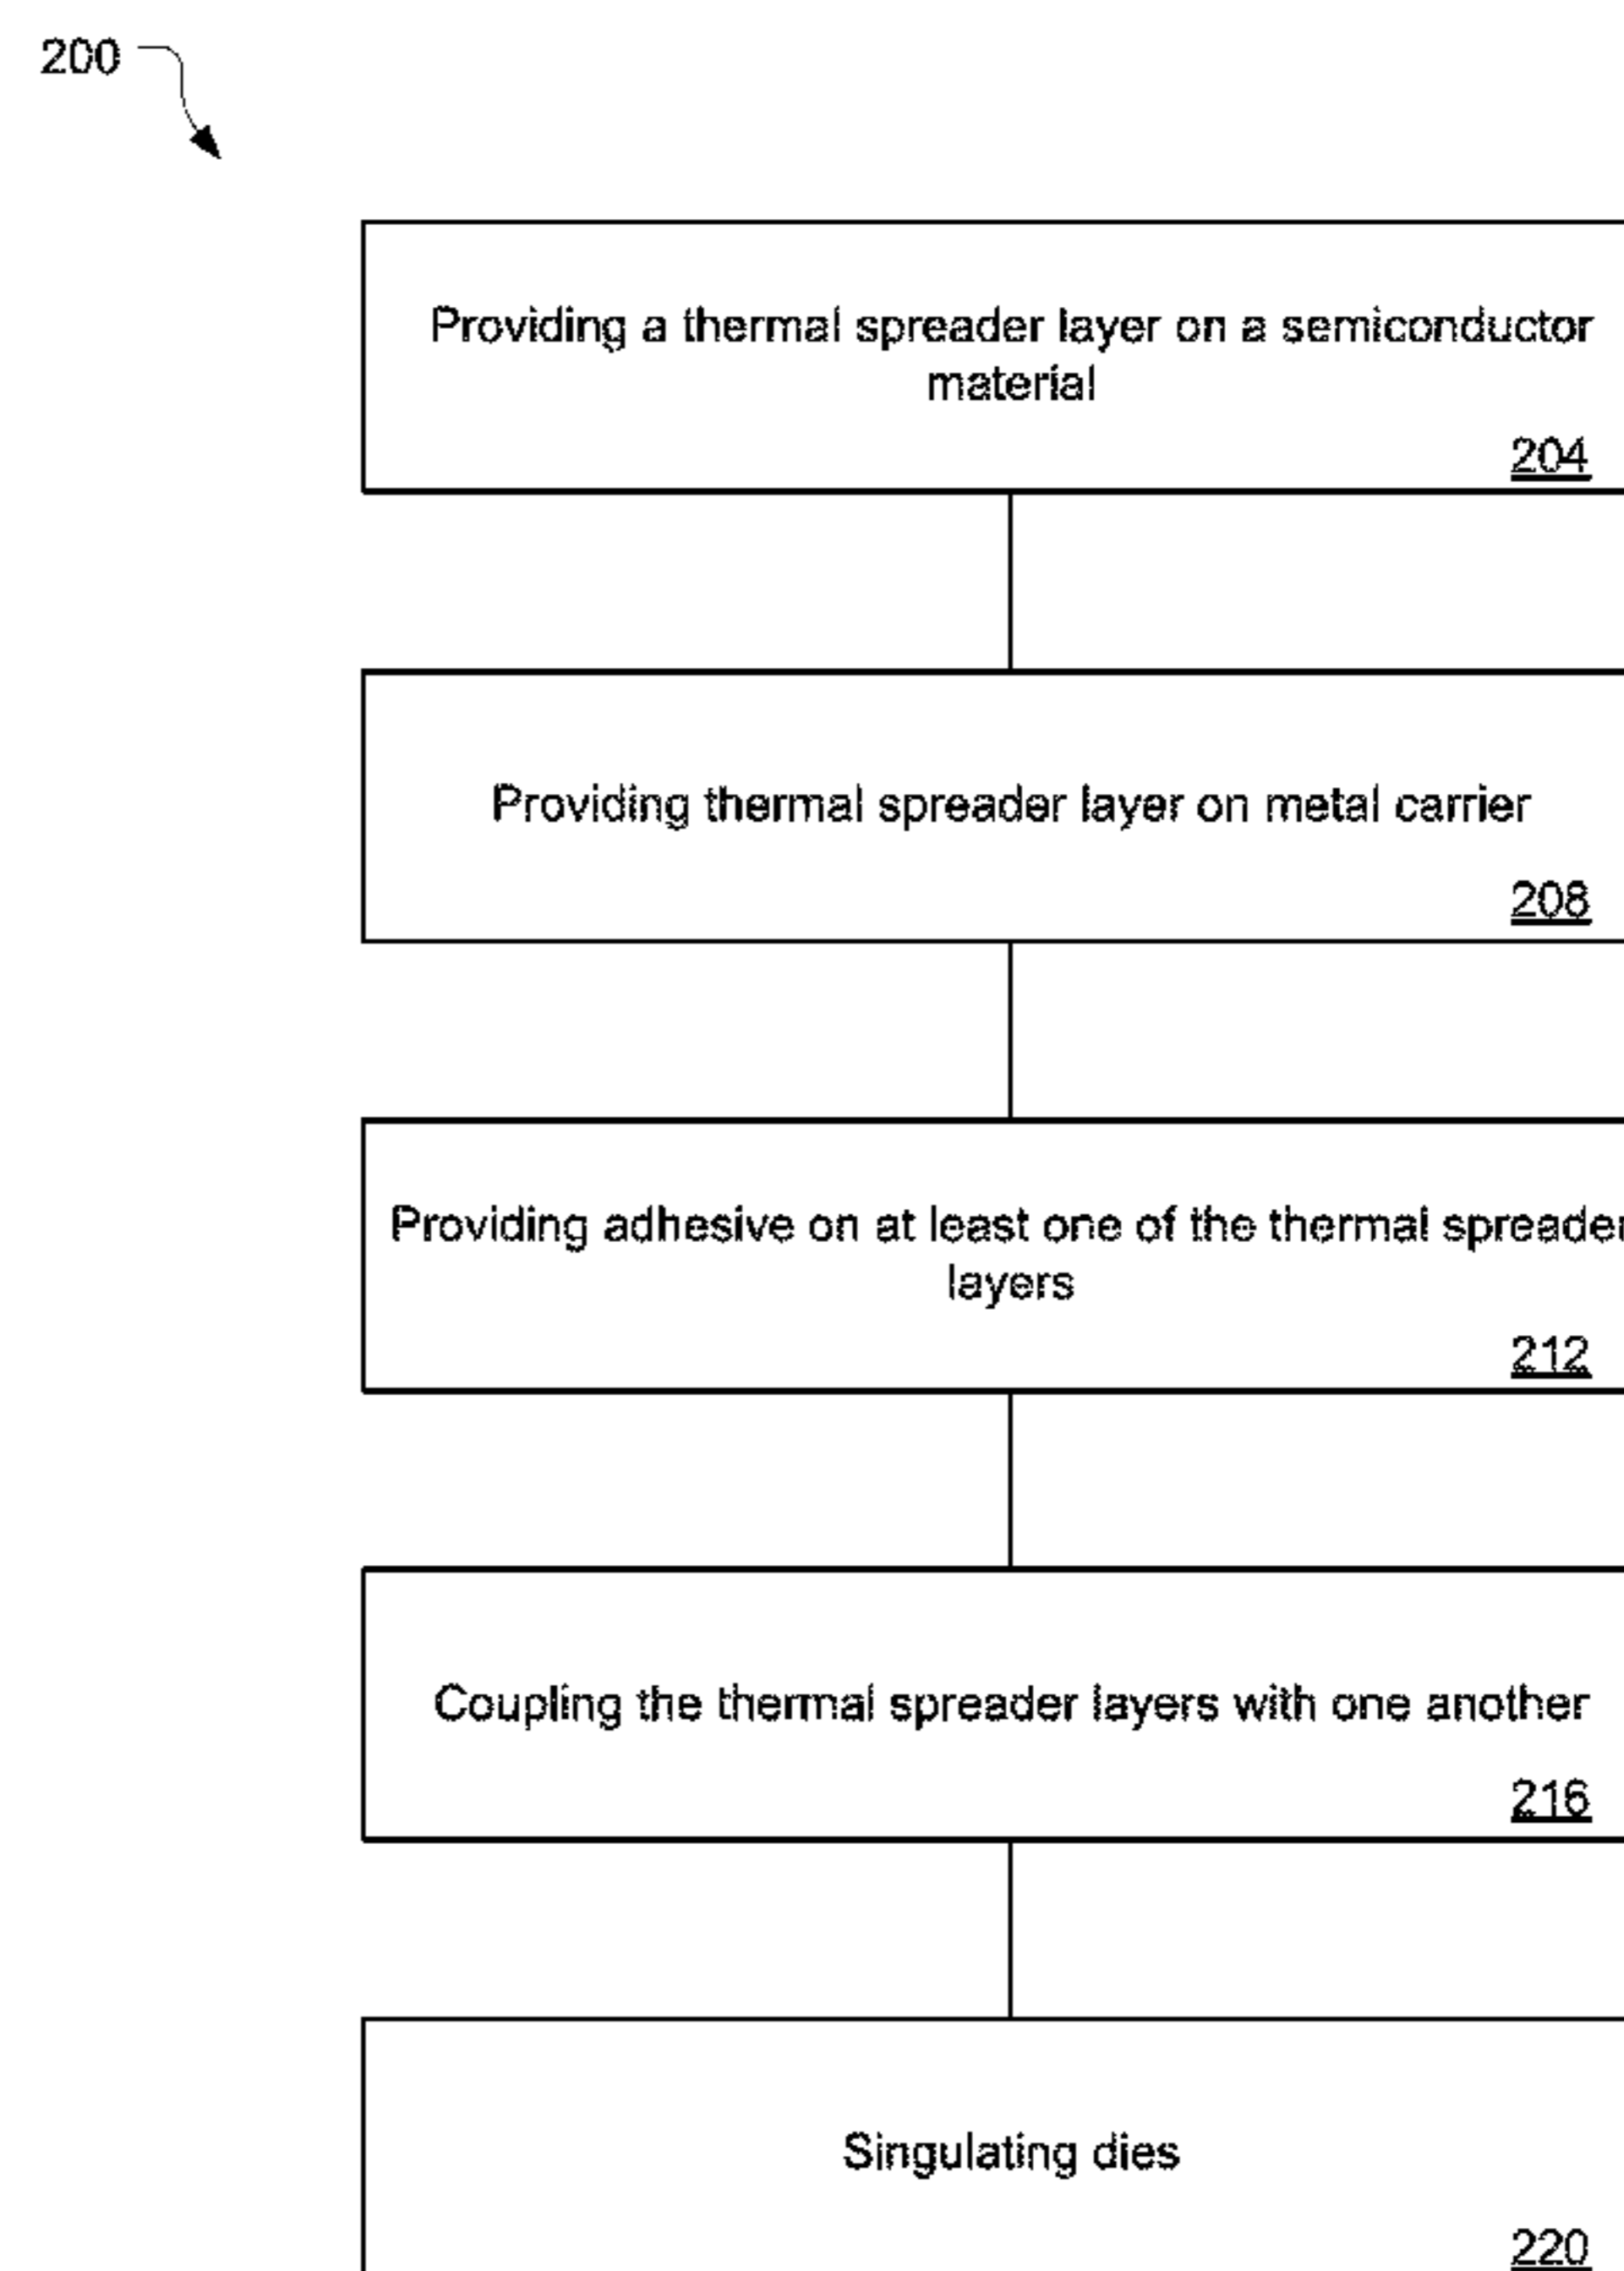 200
Providing a thermal spreader layer on a semiconductor
material
204
Providing thermal spreader layer on metal carrier
208
Providing adhesive on at least one of the thermal spreader
layers
212
Coupling the thermal spreader layers with one another
216
Singulating dies
220